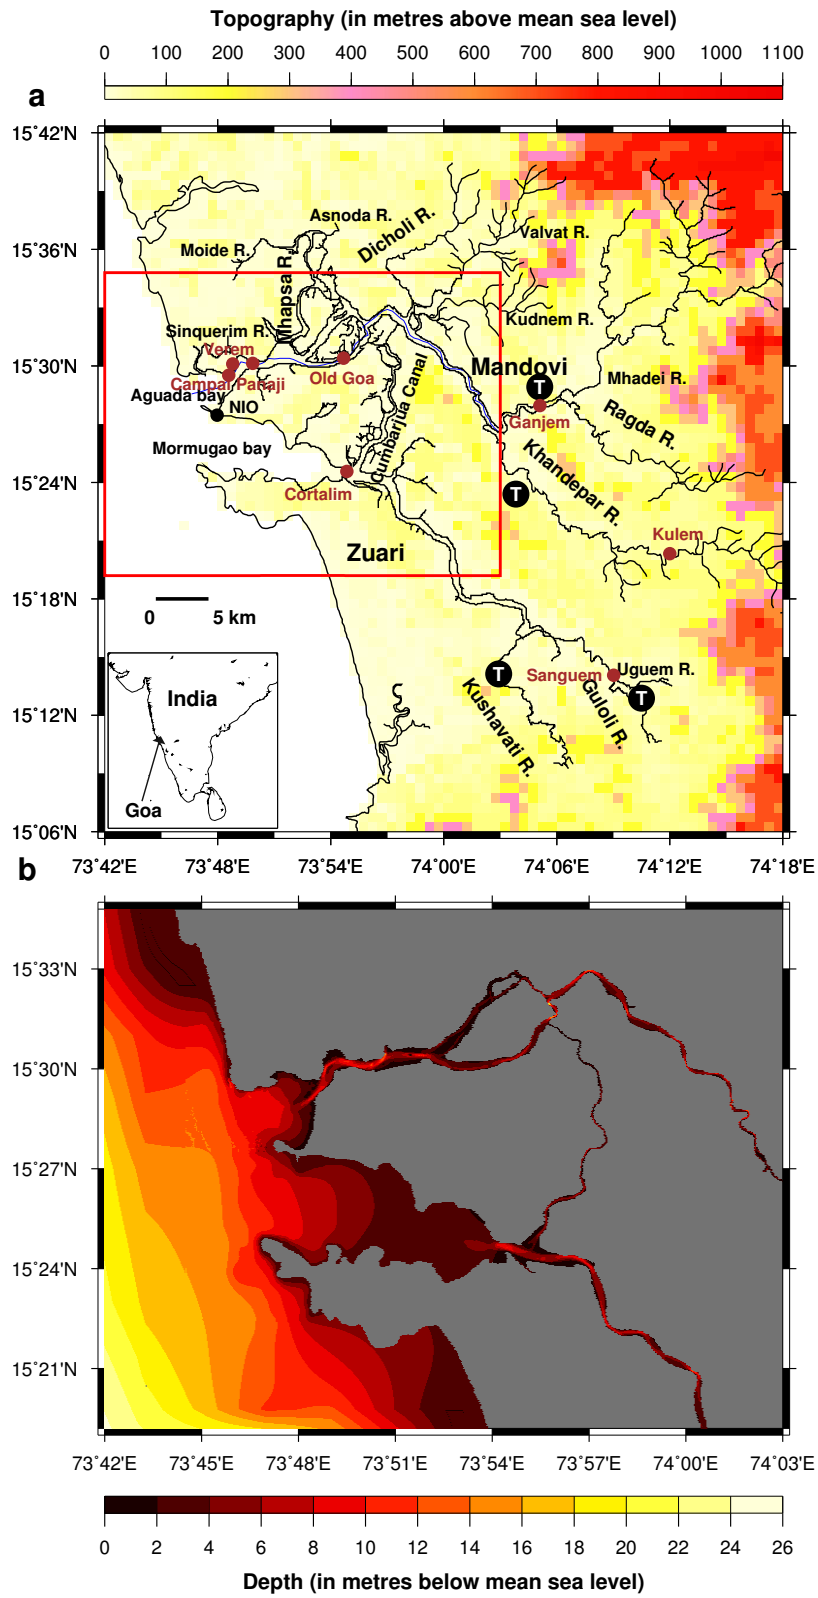 Topography (in metres above mean sea level)
0 100 200 300 400 500 600 700 800 900 1000 1100
a
15°42'N
Asnoda R.
Dicholi R.
Valvat R.
15°36'N
Moide R.
Mhapsa R.
Sinquerim R.
Kudnem R.
Verem
15°30'N
Mandovi
Campal Panaji
Old Goa
T
Mhadei R.
Aguada bay
NIO
Cumbarjua Canal
Ganjem
Ragda R.
Mormugao bay
Khandepar R.
15°24'N
Cortalim
T
Kulem
Zuari
15°18'N
0 5 km
India
Goa
T
Sanguem
Uguem R.
T
Kushavati R.
Guloli R.
15°12'N
15°06'N
73°42'E 73°48'E 73°54'E 74°00'E 74°06'E 74°12'E 74°18'E
b
15°33'N
15°30'N
15°27'N
15°24'N
15°21'N
73°42'E 73°45'E 73°48'E 73°51'E 73°54'E 73°57'E 74°00'E 74°03'E
0 2 4 6 8 10 12 14 16 18 20 22 24 26
Depth (in metres below mean sea level)